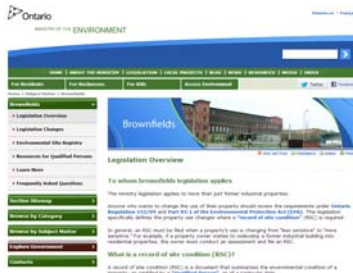 Ontario
MINISTRY OF THE ENVIRONMENT
HOME | ABOUT THE MINISTRY | LEGISLATION | LOCAL PROJECTS | BLOG | NEWS | RESOURCES | MEDIA | INDEX
For Residents For Businesses For Kids Access Environment Twitter
Home > Subject Matter > Brownfields
Brownfields
Legislation Overview
Legislation Changes
Environmental Site Registry
Resources for Qualified Persons
Learn More
Frequently Asked Questions
Section Sitemap
Browse by Category
Browse by Subject Matter
Explore Government
Contacts
Brownfields
Legislation Overview
To whom brownfields legislation applies
The ministry legislation applies to more than just former industrial properties.
Anyone who wants to change the use of their property should review the requirements under Ontario
Regulation 153/04 and Part XV.1 of the Environmental Protection Act (EPA). This legislation
specifically defines the property use changes where a "record of site condition" (RSC) is required.
In general, an RSC must be filed when a property's use is changing from "less sensitive" to "more
sensitive." For example, if a property owner wishes to redevelop a former industrial building into
residential properties, the owner must conduct an assessment and file an RSC.
What is a record of site condition (RSC)?
A record of site condition (RSC) is a document that summarizes the environmental condition of a